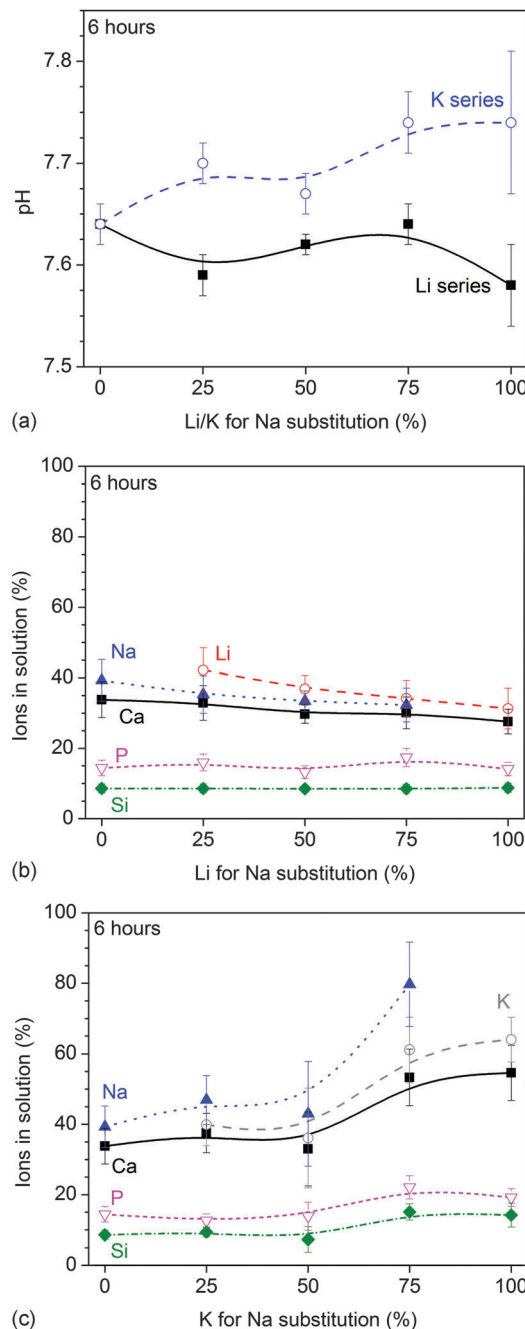 6 hours
7.8
7.7
7.6
7.5
pH
K series
Li series
0 25 50 75 100
(a) Li/K for Na substitution (%)
6 hours
100
80
60
40
20
0
Ions in solution (%)
Na
Li
Ca
P
Si
0 25 50 75 100
(b) Li for Na substitution (%)
6 hours
100
80
60
40
20
0
Ions in solution (%)
Na
K
Ca
P
Si
0 25 50 75 100
(c) K for Na substitution (%)